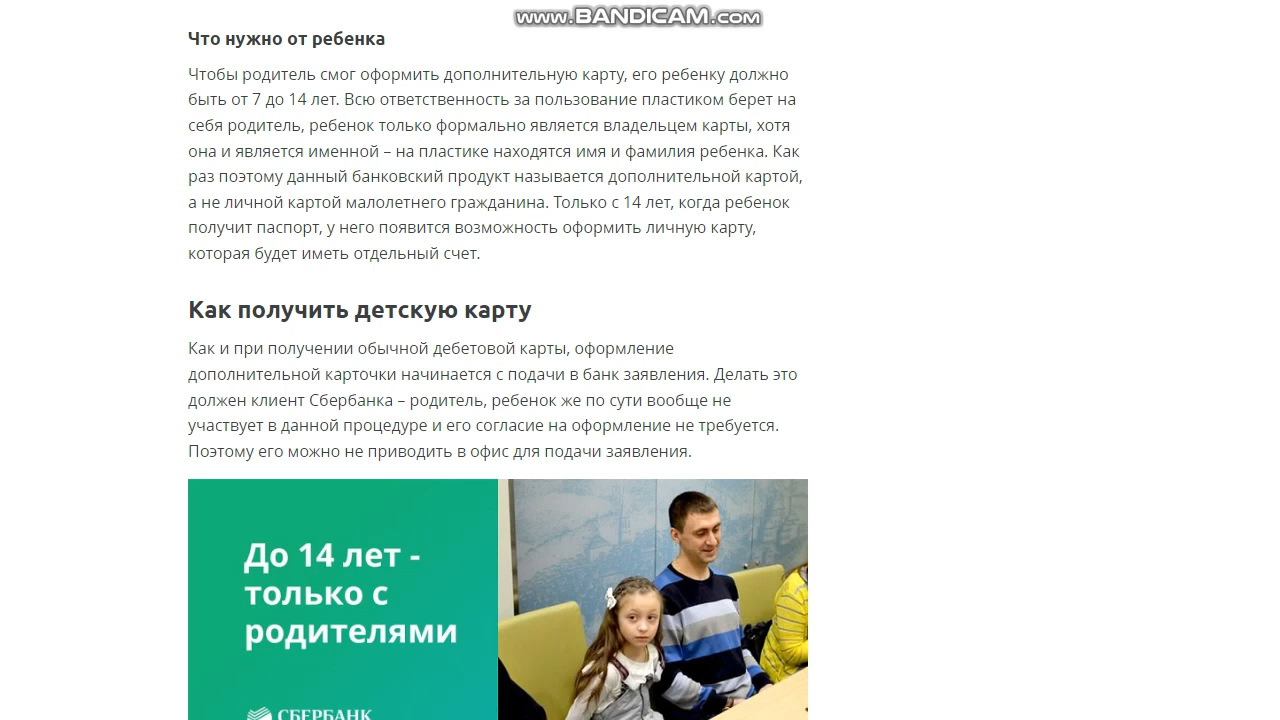 www.BANDICAM.com
Что нужно от ребенка
Чтобы родитель смог оформить дополнительную карту, его ребенку должно
быть от 7 до 14 лет. Всю ответственность за пользование пластиком берет на
себя родитель, ребенок только формально является владельцем карты, хотя
она и является именной – на пластике находятся имя и фамилия ребенка. Как
раз поэтому данный банковский продукт называется дополнительной картой,
а не личной картой малолетнего гражданина. Только с 14 лет, когда ребенок
получит паспорт, у него появится возможность оформить личную карту,
которая будет иметь отдельный счет.
Как получить детскую карту
Как и при получении обычной дебетовой карты, оформление
дополнительной карточки начинается с подачи в банк заявления. Делать это
должен клиент Сбербанка – родитель, ребенок же по сути вообще не
участвует в данной процедуре и его согласие на оформление не требуется.
Поэтому его можно не приводить в офис для подачи заявления.
До 14 лет -
только с
родителями
СБЕРБАНК